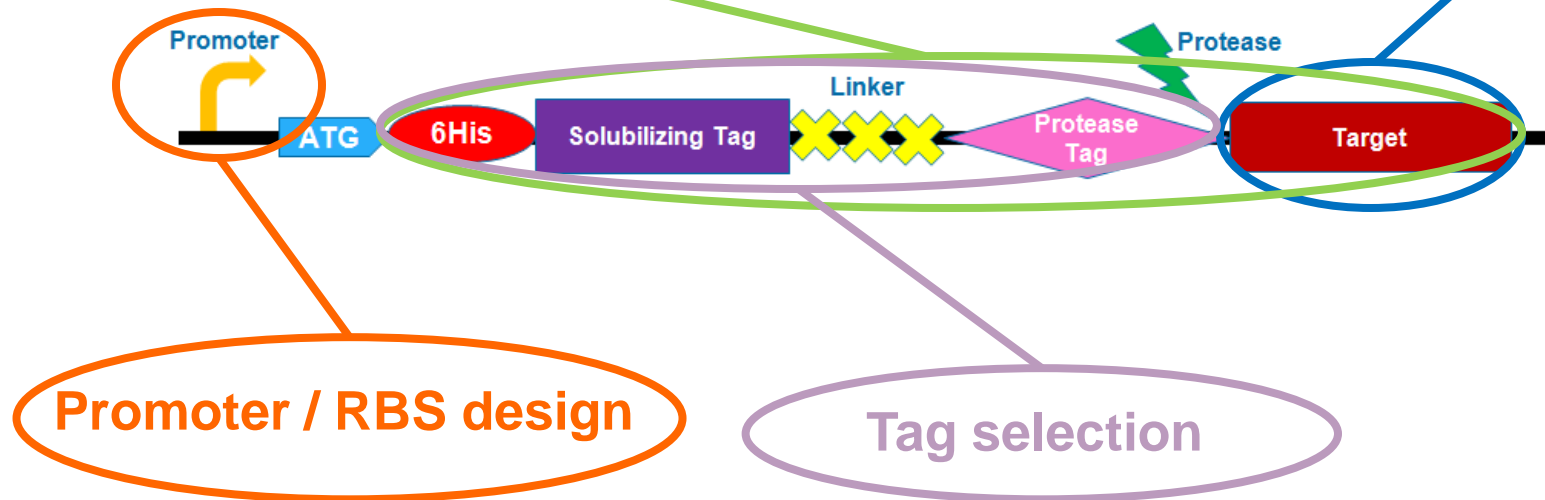 Promoter
Protease
Linker
ATG
6His
Solubilizing Tag
Protease
Tag
Target
Promoter / RBS design
Tag selection